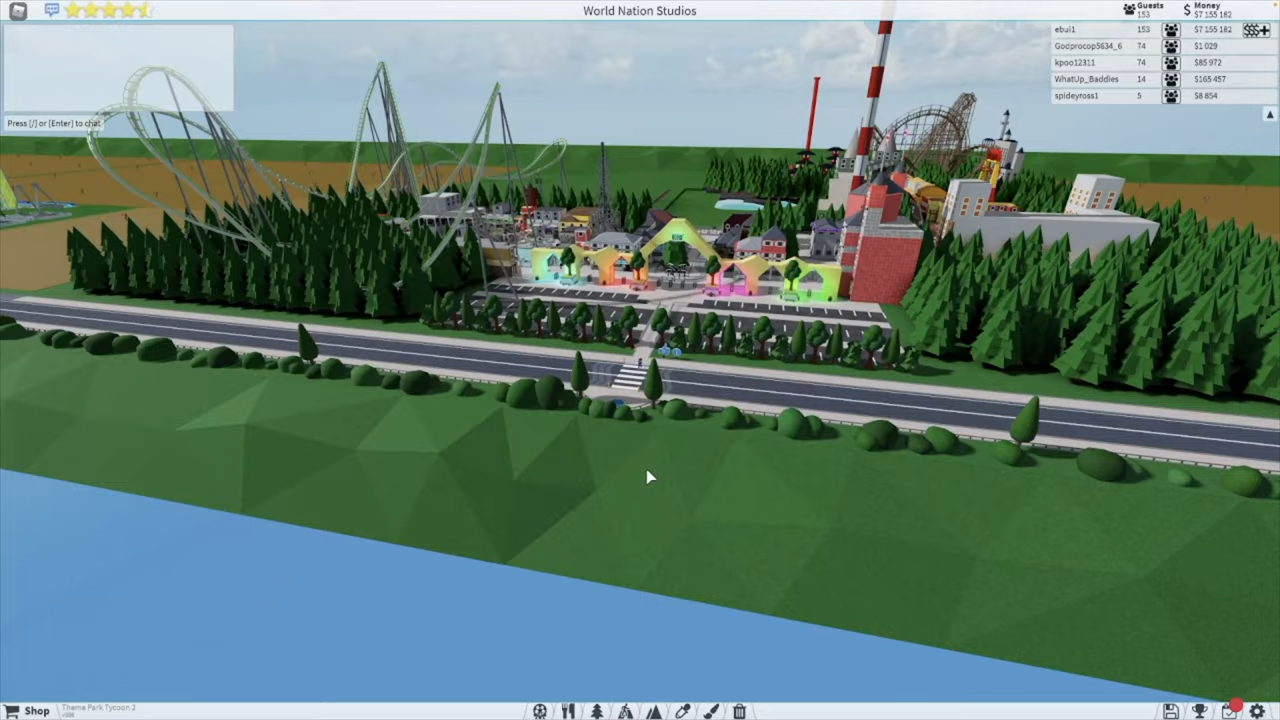 World Nation Studios
Guests
153
Money
$7 155 182
ebui1 153 $7 155 182 $$$+
Godprocop5634_6 74 $1 029
kpoo12311 74 $85 972
WhatUp_Baddies 14 $165 457
spideyross1 5 $8 854
Press [/] or [Enter] to chat
Shop
Theme Park Tycoon 2